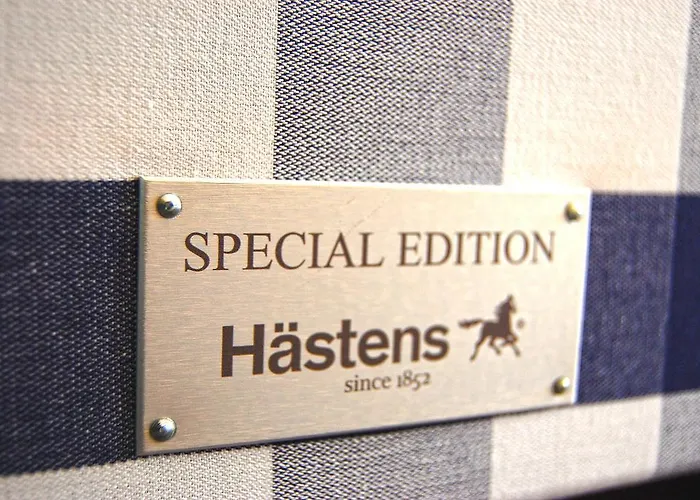 SPECIAL EDITION
Hästens
since 1852